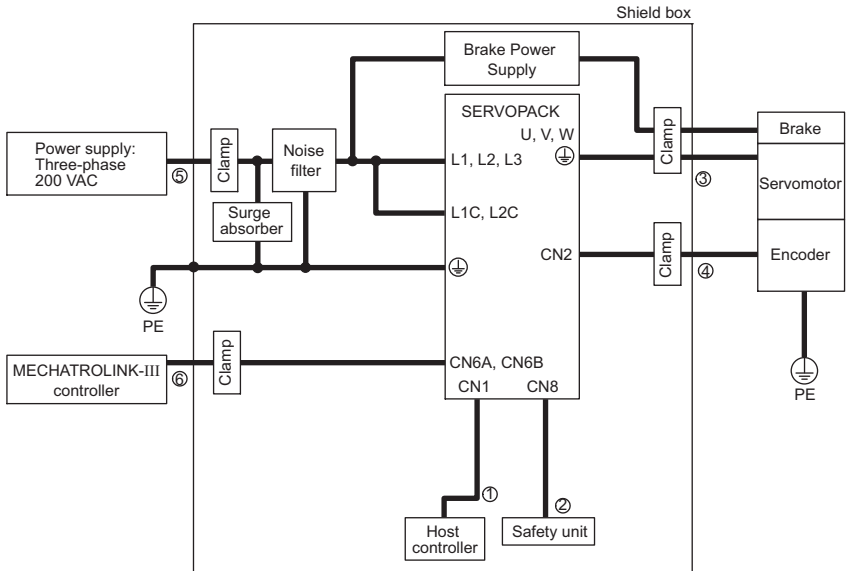 Shield box
Brake Power
Supply
SERVOPACK
U, V, W
Power supply:
Three-phase
200 VAC
⑤
Clamp
Noise
filter
L1, L2, L3
Clamp
③
Brake
Servomotor
Surge
absorber
L1C, L2C
CN2
Clamp
④
Encoder
PE
PE
MECHATROLINK-III
controller
⑥
Clamp
CN6A, CN6B
CN1
CN8
①
②
Host
controller
Safety unit